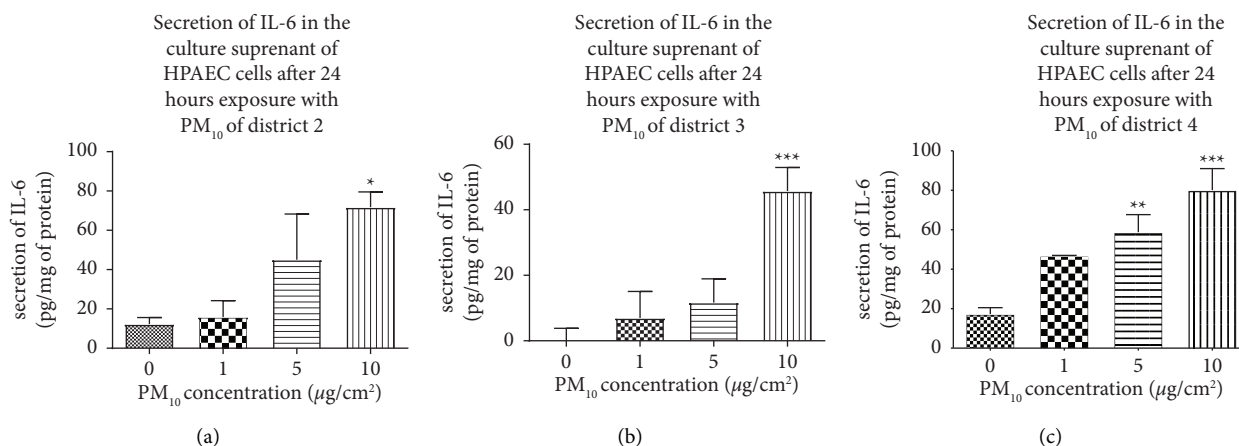 Secretion of IL-6 in the
culture suprenant of
HPAEC cells after 24
hours exposure with
PM10 of district 2
100
80
60
40
20
0
secretion of IL-6
(pg/mg of protein)
*
0 1 5 10
PM10 concentration (μg/cm²)
(a)
Secretion of IL-6 in the
culture suprenant of
HPAEC cells after 24
hours exposure with
PM10 of district 3
60
40
20
0
secretion of IL-6
(pg/mg of protein)
***
0 1 5 10
PM10 concentration (μg/cm²)
(b)
Secretion of IL-6 in the
culture suprenant of
HPAEC cells after 24
hours exposure with
PM10 of district 4
100
80
60
40
20
0
secretion of IL-6
(pg/mg of protein)
**
***
0 1 5 10
PM10 concentration (μg/cm²)
(c)